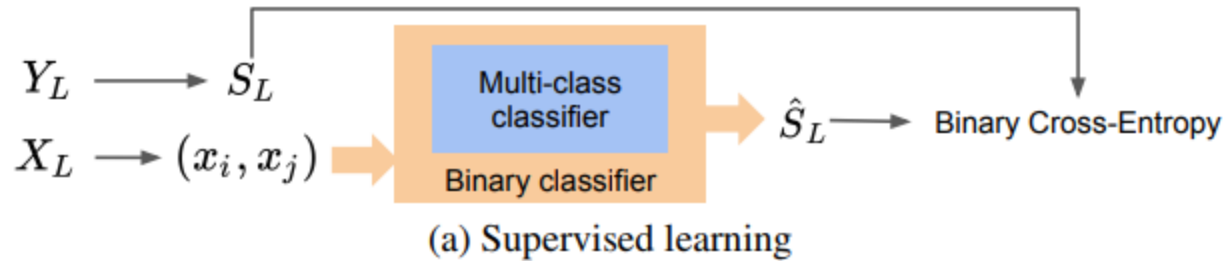 Y_L S_L
Multi-class
classifier
X_L (x_i, x_j)
Ŝ_L Binary Cross-Entropy
Binary classifier
(a) Supervised learning